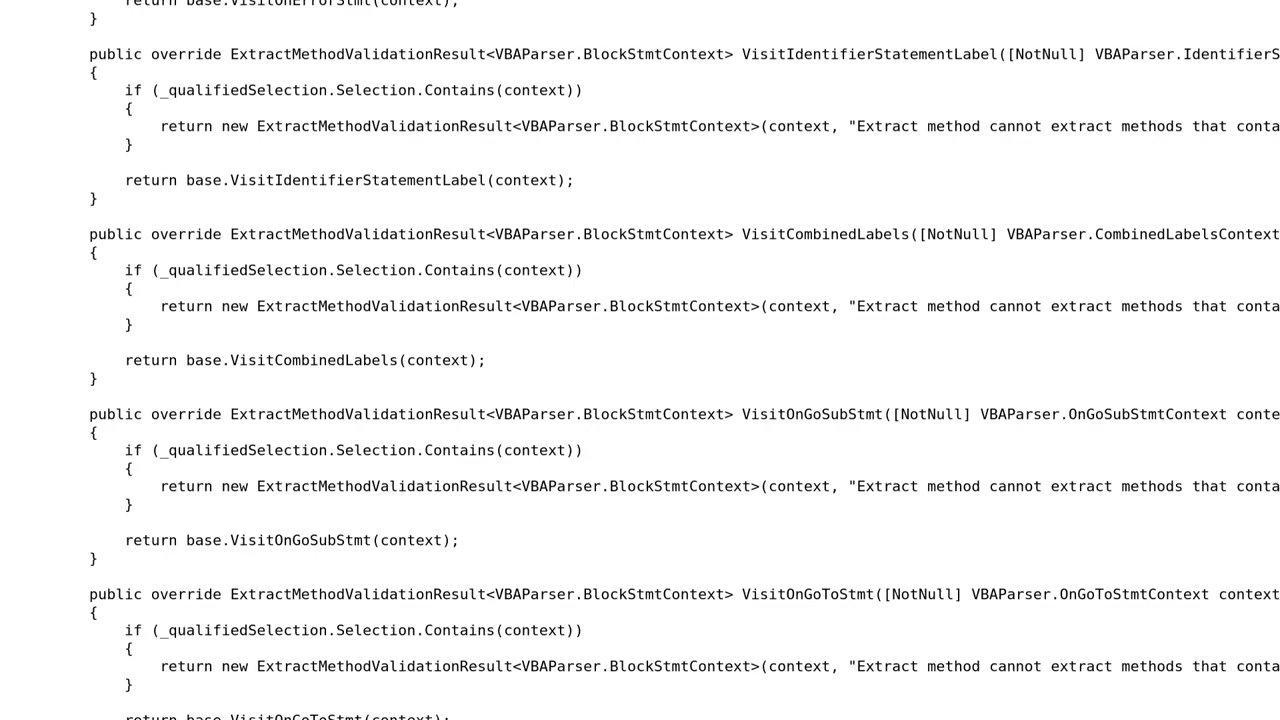 return base.VisitOnErrorStmt(context);
}
public override ExtractMethodValidationResult<VBAParser.BlockStmtContext> VisitIdentifierStatementLabel([NotNull] VBAParser.IdentifierS
{
if (_qualifiedSelection.Selection.Contains(context))
{
return new ExtractMethodValidationResult<VBAParser.BlockStmtContext>(context, "Extract method cannot extract methods that conta
}
return base.VisitIdentifierStatementLabel(context);
}
public override ExtractMethodValidationResult<VBAParser.BlockStmtContext> VisitCombinedLabels([NotNull] VBAParser.CombinedLabelsContext
{
if (_qualifiedSelection.Selection.Contains(context))
{
return new ExtractMethodValidationResult<VBAParser.BlockStmtContext>(context, "Extract method cannot extract methods that conta
}
return base.VisitCombinedLabels(context);
}
public override ExtractMethodValidationResult<VBAParser.BlockStmtContext> VisitOnGoSubStmt([NotNull] VBAParser.OnGoSubStmtContext conte
{
if (_qualifiedSelection.Selection.Contains(context))
{
return new ExtractMethodValidationResult<VBAParser.BlockStmtContext>(context, "Extract method cannot extract methods that conta
}
return base.VisitOnGoSubStmt(context);
}
public override ExtractMethodValidationResult<VBAParser.BlockStmtContext> VisitOnGoToStmt([NotNull] VBAParser.OnGoToStmtContext context
{
if (_qualifiedSelection.Selection.Contains(context))
{
return new ExtractMethodValidationResult<VBAParser.BlockStmtContext>(context, "Extract method cannot extract methods that conta
}
return base.VisitOnGoToStmt(context);